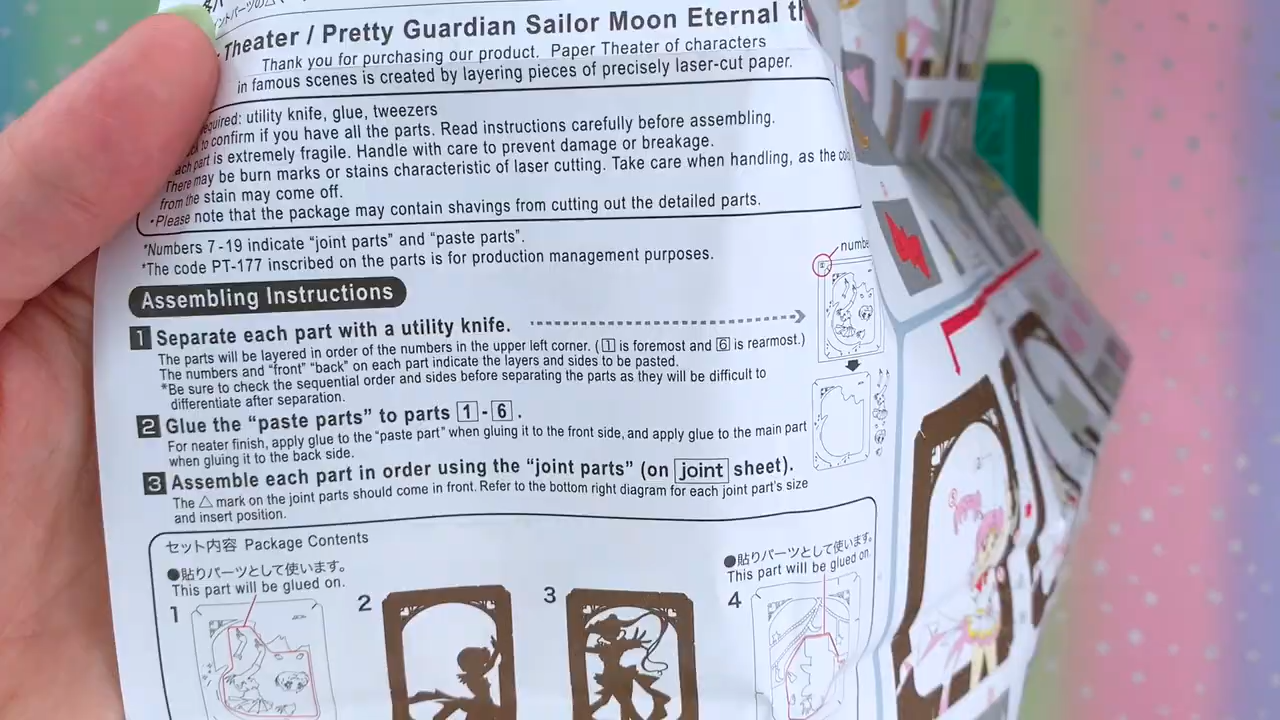 Theater / Pretty Guardian Sailor Moon Eternal
Thank you for purchasing our product. Paper Theater of characters
in famous scenes is created by layering pieces of precisely laser-cut paper.
utility knife, glue, tweezers
to confirm if you have all the parts. Read instructions carefully before assembling.
each part is extremely fragile. Handle with care to prevent damage or breakage.
There may be burn marks or stains characteristic of laser cutting. Take care when handling, as the
from the stain may come off.
・Please note that the package may contain shavings from cutting out the detailed parts.
*Numbers 7-19 indicate “joint parts” and “paste parts”.
*The code PT-177 inscribed on the parts is for production management purposes.
Assembling Instructions
1 Separate each part with a utility knife.
The parts will be layered in order of the numbers in the upper left corner. (1 is foremost and 6 is rearmost.)
The numbers and “front” “back” on each part indicate the layers and sides to be pasted.
*Be sure to check the sequential order and sides before separating the parts as they will be difficult to
differentiate after separation.
2 Glue the “paste parts” to parts 1 - 6 .
For neater finish, apply glue to the “paste part” when gluing it to the front side, and apply glue to the main part
when gluing it to the back side.
3 Assemble each part in order using the “joint parts” (on joint sheet).
The △ mark on the joint parts should come in front. Refer to the bottom right diagram for each joint part's size
and insert position.
セット内容 Package Contents
●貼りパーツとして使います。
This part will be glued on.
1
2
3
●貼りパーツとして使います。
This part will be glued on.
4